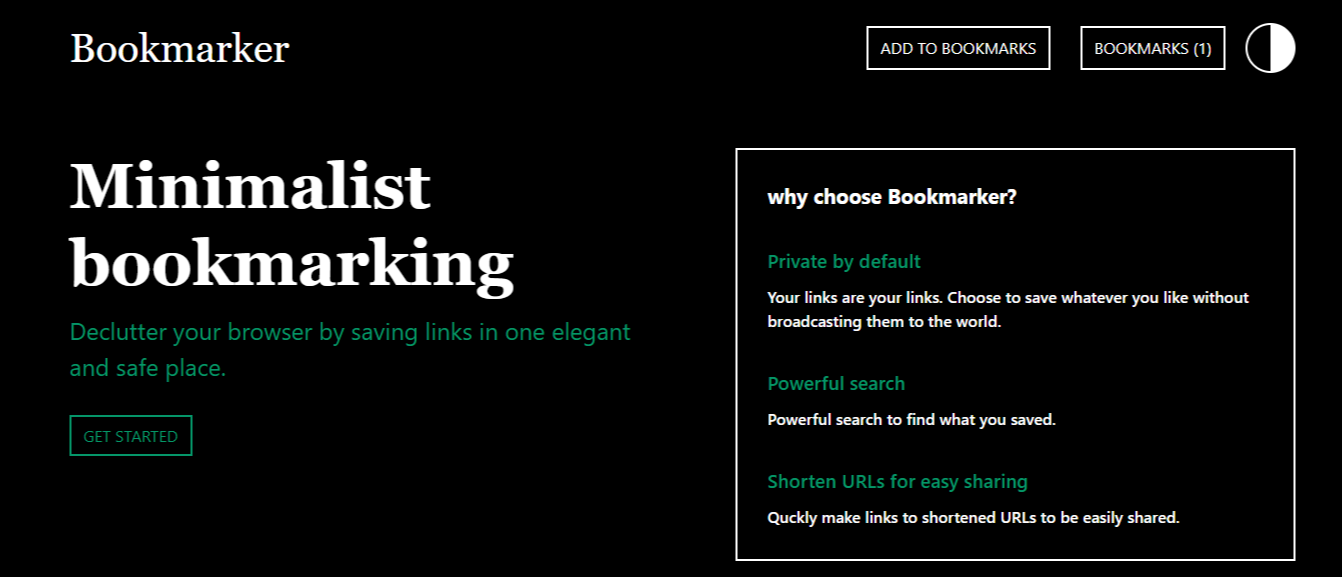 Bookmarker
ADD TO BOOKMARKS
BOOKMARKS (1)
Minimalist
bookmarking
Declutter your browser by saving links in one elegant
and safe place.
GET STARTED
why choose Bookmarker?
Private by default
Your links are your links. Choose to save whatever you like without
broadcasting them to the world.
Powerful search
Powerful search to find what you saved.
Shorten URLs for easy sharing
Quckly make links to shortened URLs to be easily shared.